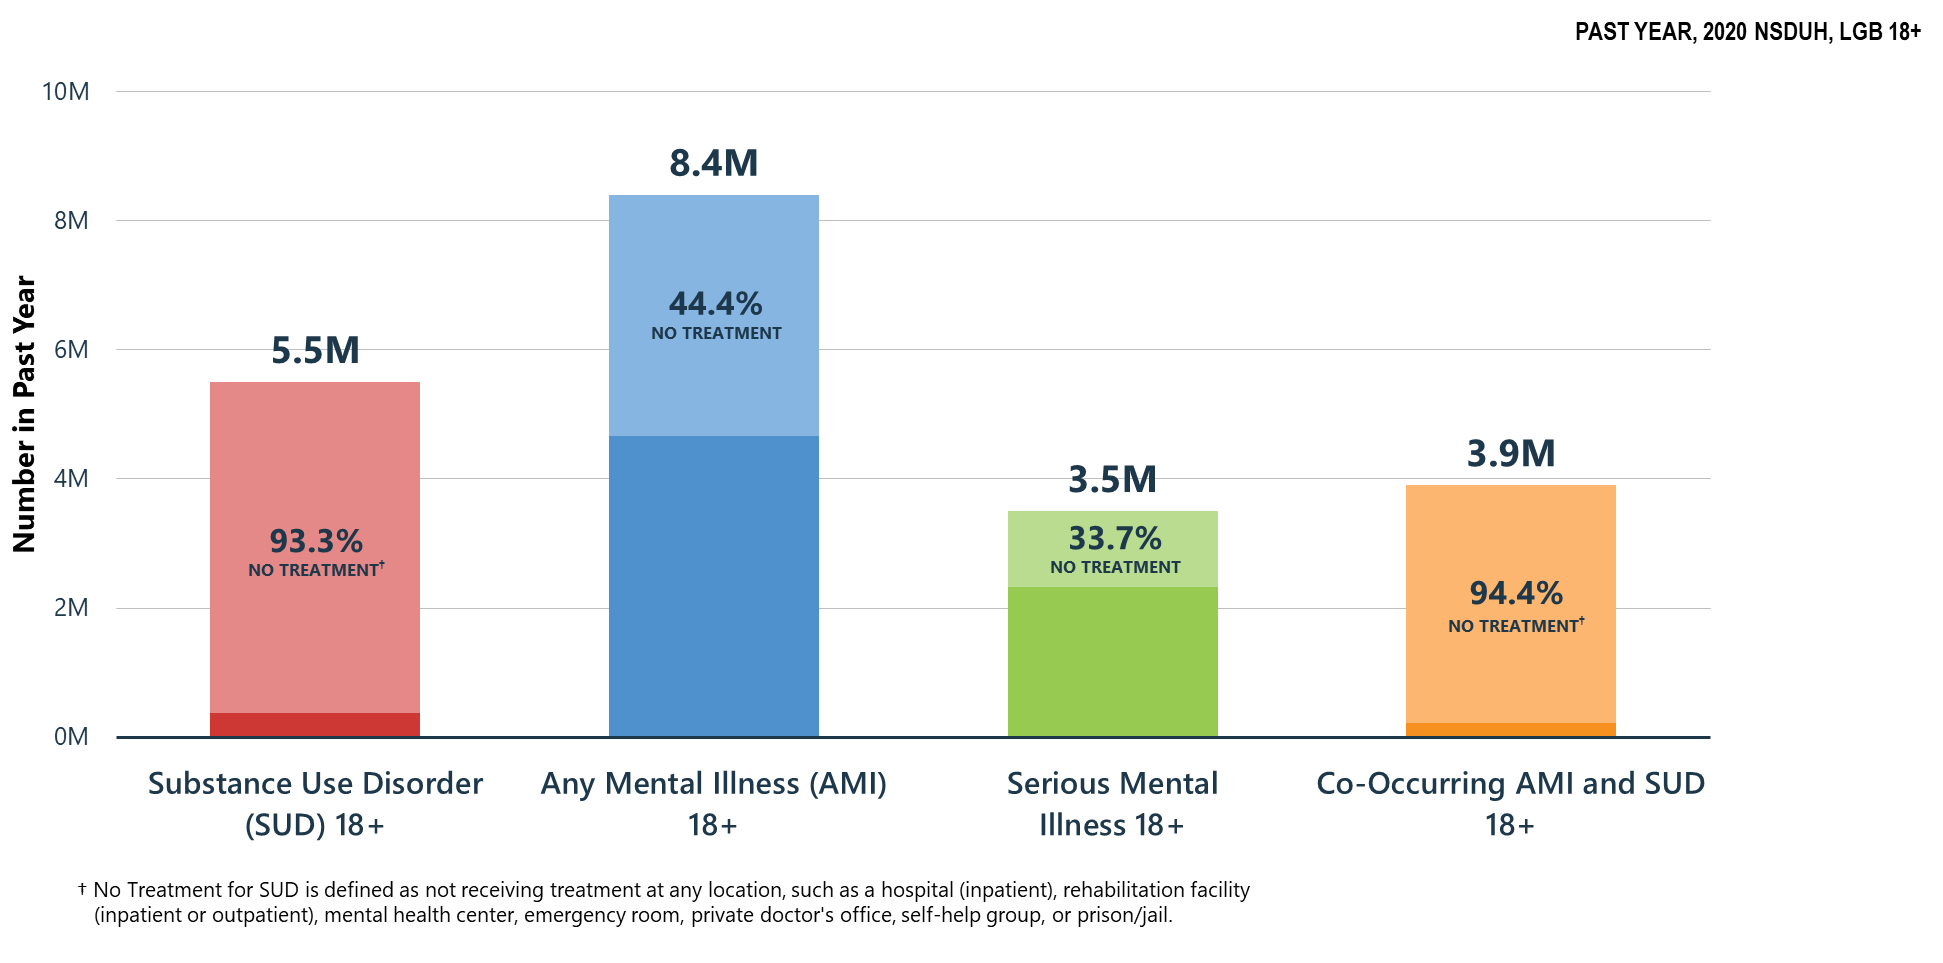 PAST YEAR, 2020 NSDUH, LGB 18+
10M
8M
6M
4M
2M
0M
Number in Past Year
5.5M
93.3%
NO TREATMENT†
8.4M
44.4%
NO TREATMENT
3.5M
33.7%
NO TREATMENT
3.9M
94.4%
NO TREATMENT†
Substance Use Disorder
(SUD) 18+
Any Mental Illness (AMI)
18+
Serious Mental
Illness 18+
Co-Occurring AMI and SUD
18+
† No Treatment for SUD is defined as not receiving treatment at any location, such as a hospital (inpatient), rehabilitation facility
(inpatient or outpatient), mental health center, emergency room, private doctor's office, self-help group, or prison/jail.